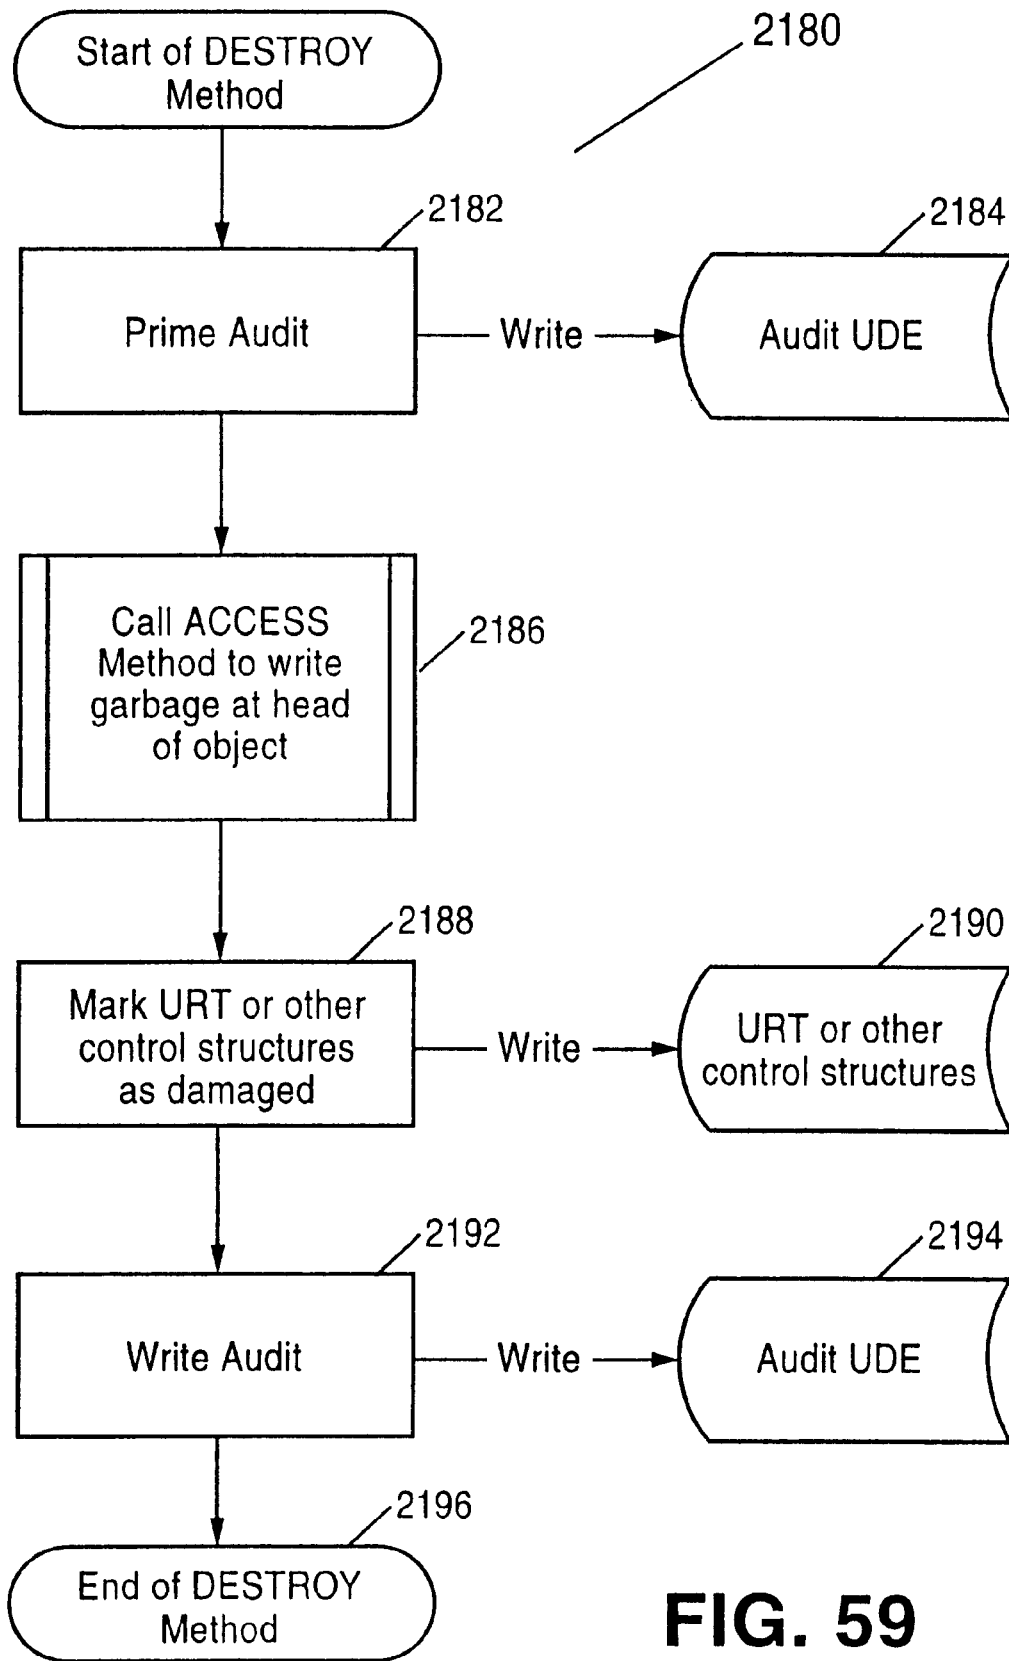 Start of DESTROY
Method
2180
2182
2184
Prime Audit
Write
Audit UDE
Call ACCESS
Method to write
garbage at head
of object
2186
2188
2190
Mark URT or other
control structures
as damaged
Write
URT or other
control structures
2192
2194
Write Audit
Write
Audit UDE
2196
End of DESTROY
Method
FIG. 59